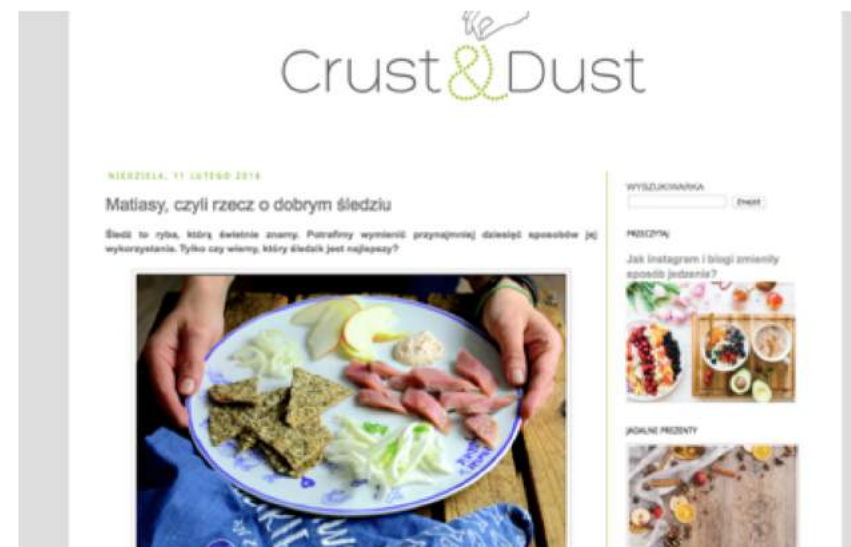 Crust&Dust
NIEDZIELA, 11 LUTEGO 2018
Matiasy, czyli rzecz o dobrym śledziu
Śledź to ryba, którą świetnie znamy. Potrafimy wymienić przynajmniej dziesięć sposobów jej
wykorzystanie. Tylko czy wiemy, który śledzik jest najlepszy?
WYSZUKIWARKA
Znajdź
PRZECZYTAJ
Jak Instagram i blogi zmieniły
sposób jedzenia?
JADALNE PREZENTY